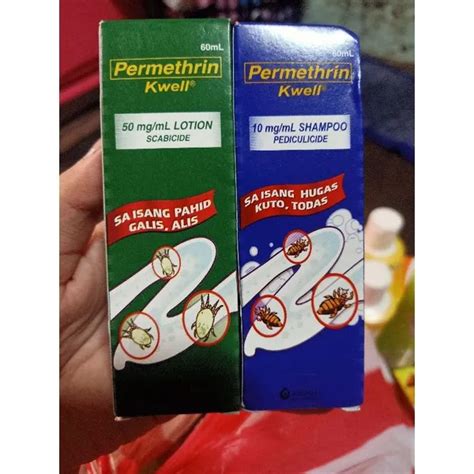 60mL
Permethrin
Kwell®
50 mg/mL LOTION
SCABICIDE
SA ISANG PAHID
GALIS, ALIS
60mL
Permethrin
Kwell®
10 mg/mL SHAMPOO
PEDICULICIDE
SA ISANG HUGAS
KUTO, TODAS